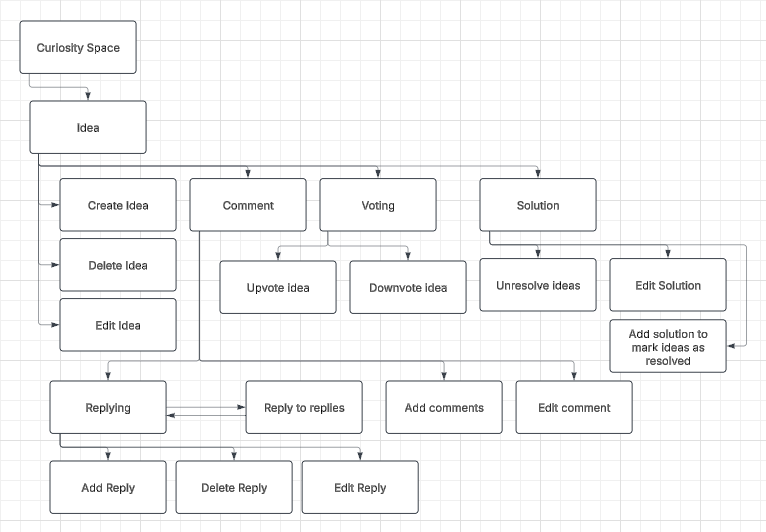 Curiosity Space
Idea
Create Idea
Comment
Voting
Solution
Delete Idea
Upvote idea
Downvote idea
Unresolve ideas
Edit Solution
Edit Idea
Add solution to
mark ideas as
resolved
Replying
Reply to replies
Add comments
Edit comment
Add Reply
Delete Reply
Edit Reply